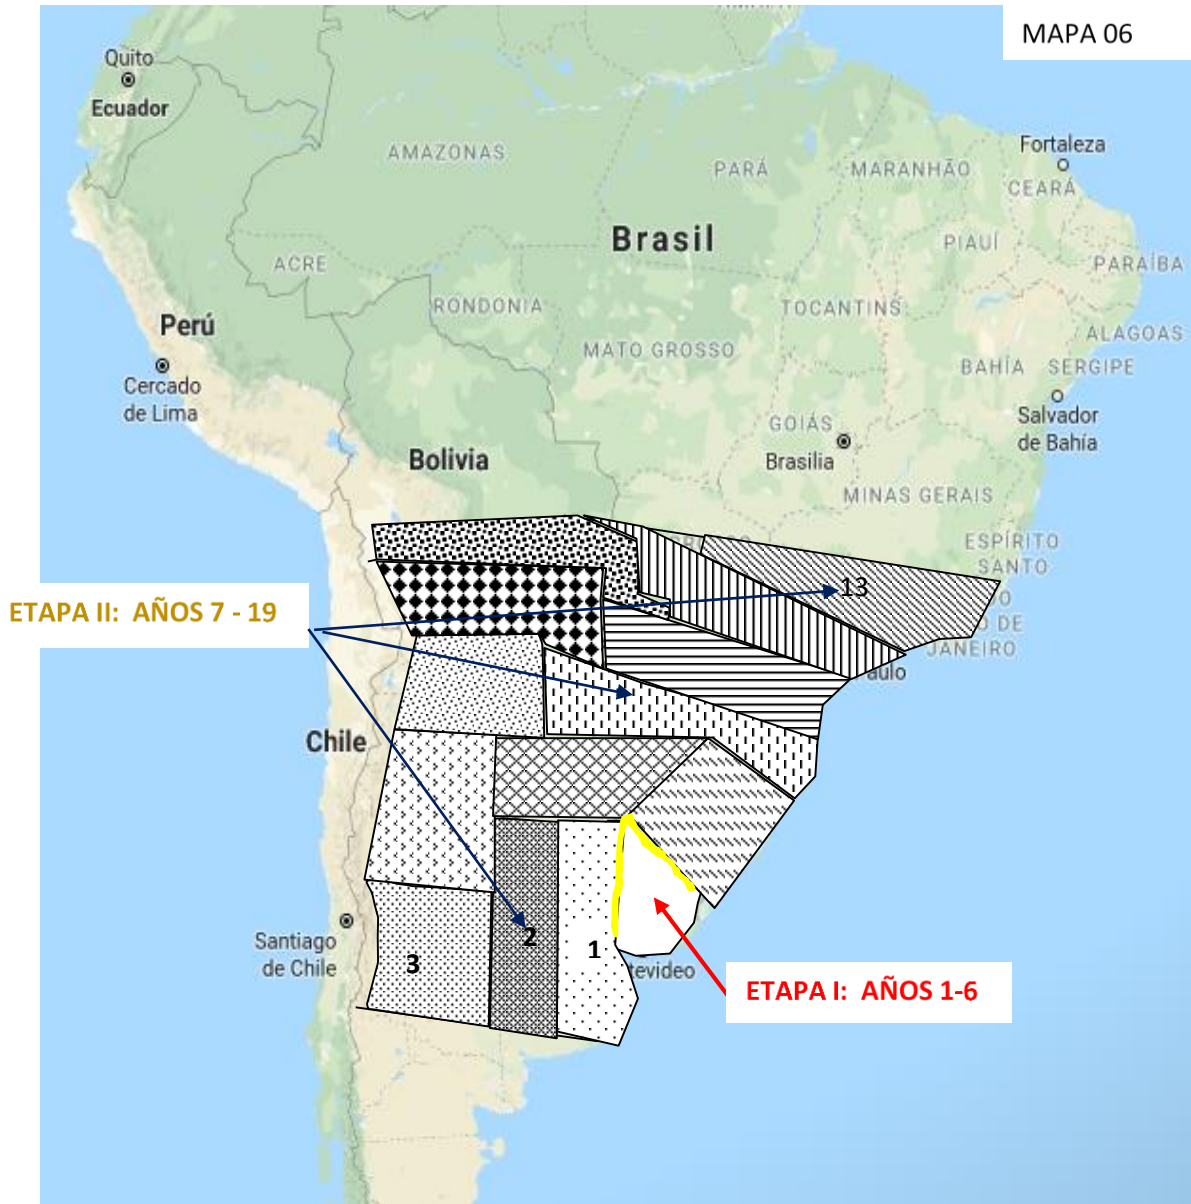 MAPA 06
Quito
Ecuador
AMAZONAS
PARÁ
MARANHÃO
Fortaleza
CEARÁ
Brasil
PIAUÍ
PARAÍBA
ACRE
RONDONIA
TOCANTINS
Perú
MATO GROSSO
ALAGOAS
BAHÍA
SERGIPE
Cercado
de Lima
Salvador
de Bahía
GOIÁS
Brasilia
Bolivia
MINAS GERAIS
ESPÍRITO
SANTO
13
ETAPA II: AÑOS 7 - 19
O DE
JANEIRO
aulo
Chile
Santiago
de Chile
3
2
1
tevideo
ETAPA I: AÑOS 1-6